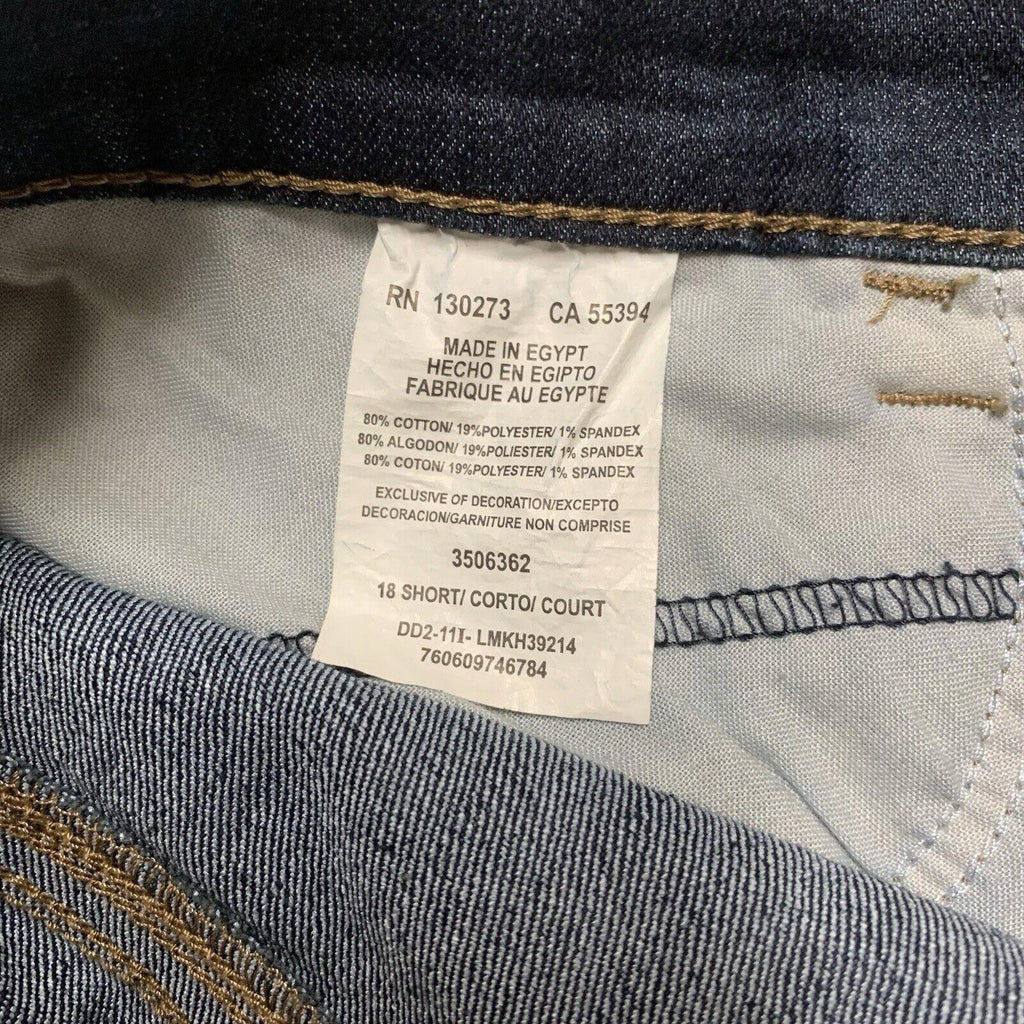 RN 130273 CA 55394
MADE IN EGYPT
HECHO EN EGIPTO
FABRIQUE AU EGYPTE
80% COTTON/ 19%POLYESTER/ 1% SPANDEX
80% ALGODON/ 19%POLIESTER/ 1% SPANDEX
80% COTON/ 19%POLYESTER/ 1% SPANDEX
EXCLUSIVE OF DECORATION/EXCEPTO
DECORACION/GARNITURE NON COMPRISE
3506362
18 SHORT/ CORTO/ COURT
DD2-11I- LMKH39214
760609746784